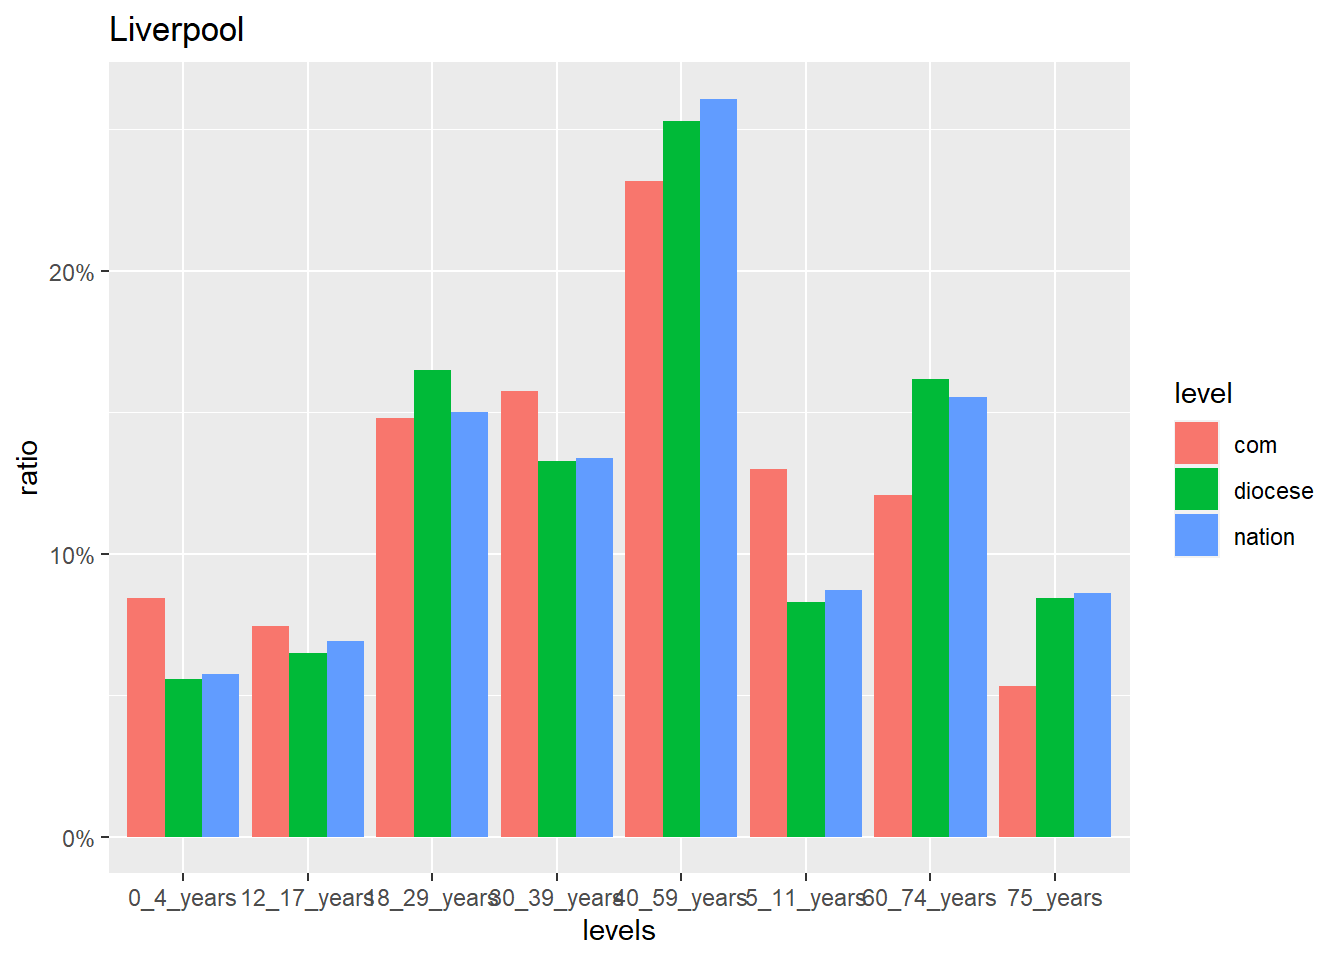 Liverpool
ratio
20%
10%
0%
0_4_years 12_17_years 18_29_years 30_39_years 40_59_years 5_11_years 60_74_years 75_years
levels
level
com
diocese
nation